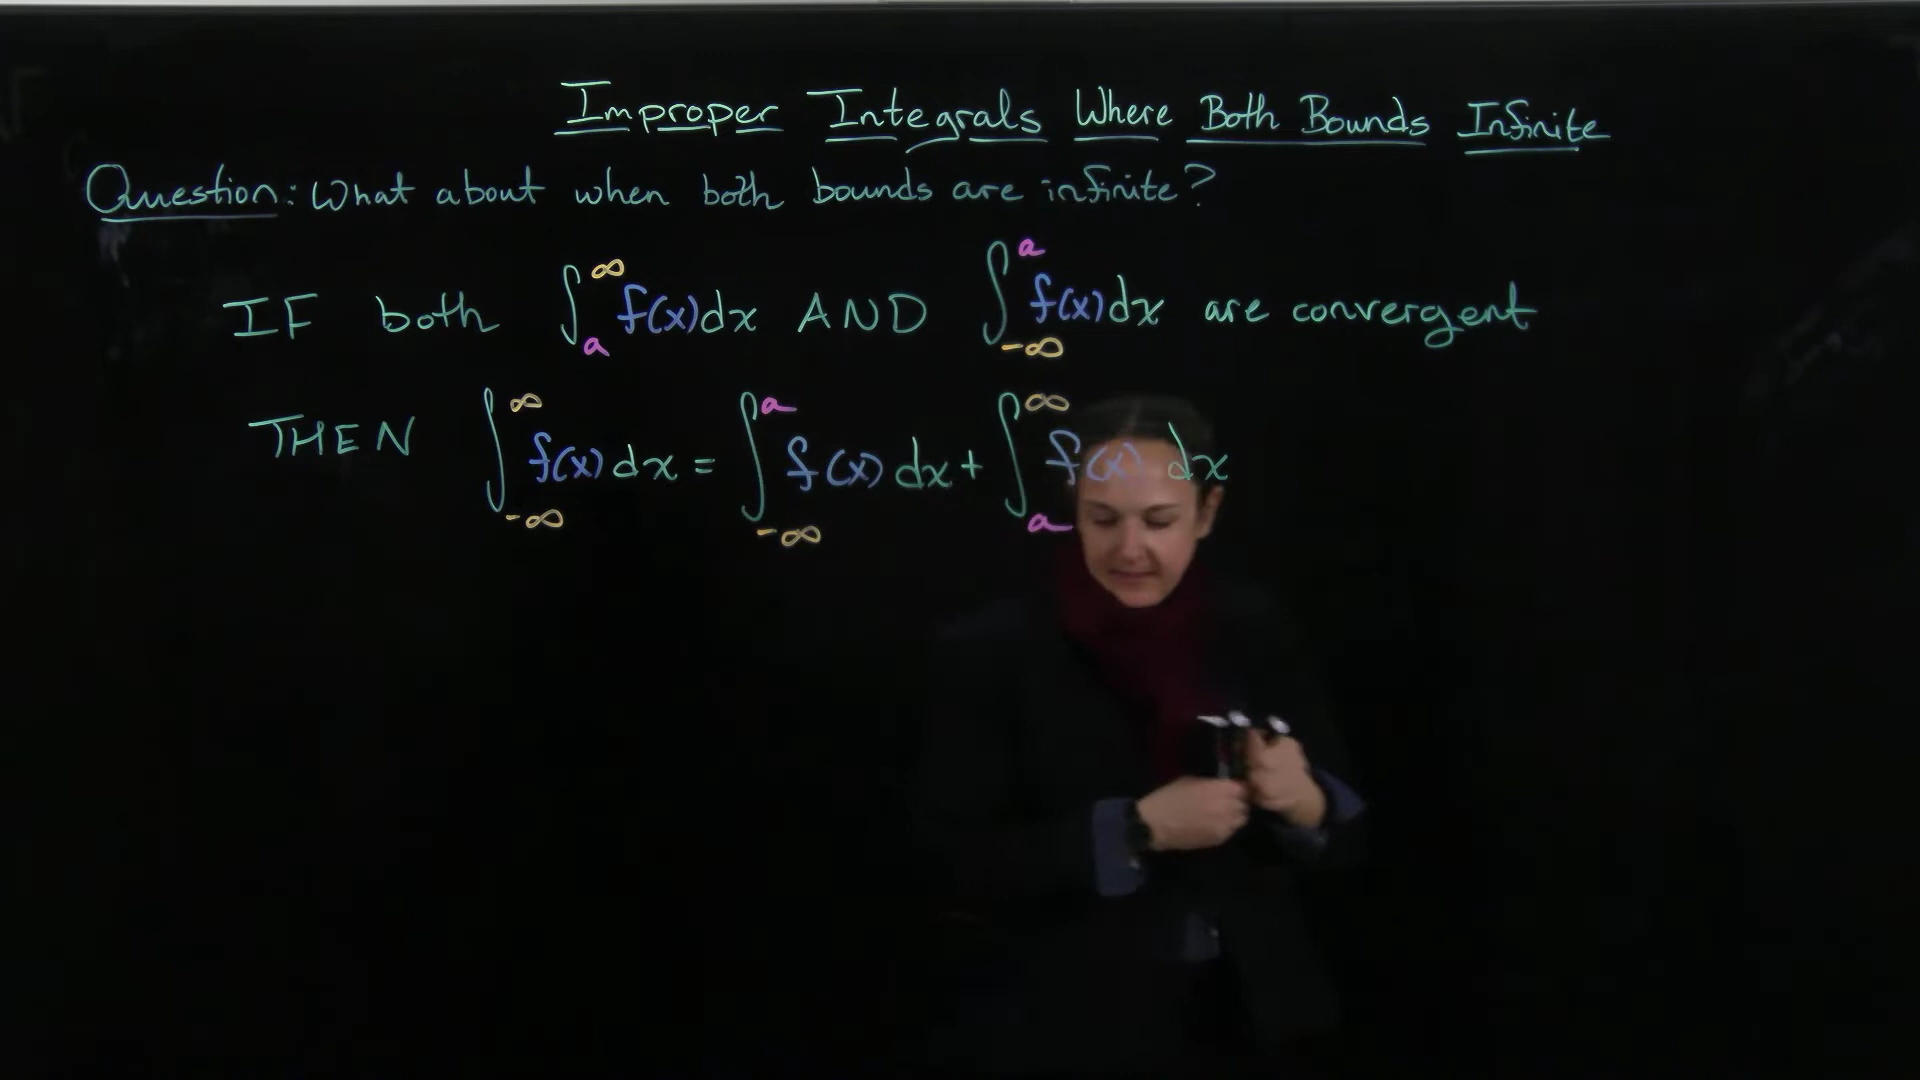 Improper Integrals Where Both Bounds Infinite
Question: What about when both bounds are infinite?
IF both ∫_a^∞ f(x)dx AND ∫_{-∞}^a f(x)dx are convergent
THEN ∫_{-∞}^∞ f(x)dx = ∫_{-∞}^a f(x)dx + ∫_a^∞ f(x)dx